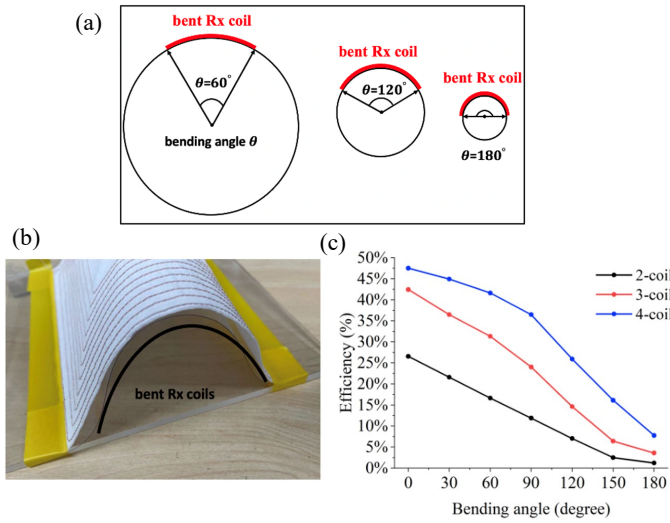 (a)
bent Rx coil
θ=60°
bending angle θ
bent Rx coil
θ=120°
bent Rx coil
θ=180°
(b)
bent Rx coils
(c)
50%
45%
40%
35%
30%
25%
20%
15%
10%
5%
0%
Efficiency (%)
2-coil
3-coil
4-coil
0 30 60 90 120 150 180
Bending angle (degree)